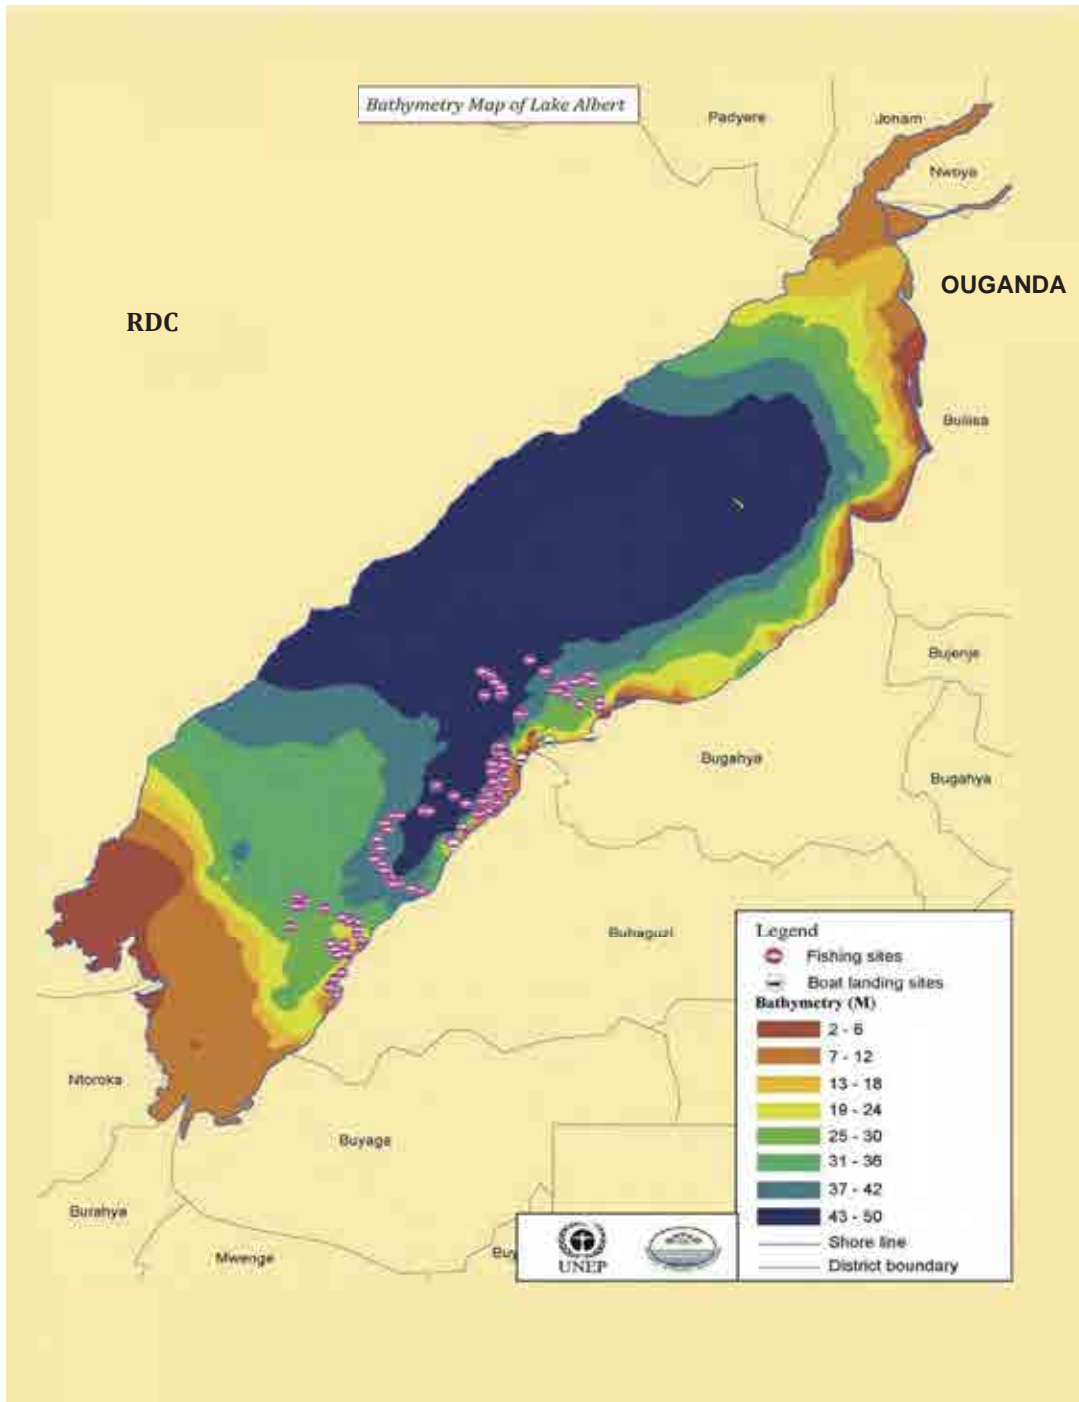 Bathymetry Map of Lake Albert
Padyere
Jonam
Nwoya
OUGANDA
RDC
Buliisa
Bujenje
Bugahya
Bugahya
Buhaguzi
Ntoroka
Buyaga
Burahya
Mwenge
Buy
UNEP
Legend
Fishing sites
Boat landing sites
Bathymetry (M)
2 - 6
7 - 12
13 - 18
19 - 24
25 - 30
31 - 36
37 - 42
43 - 50
Shore line
District boundary